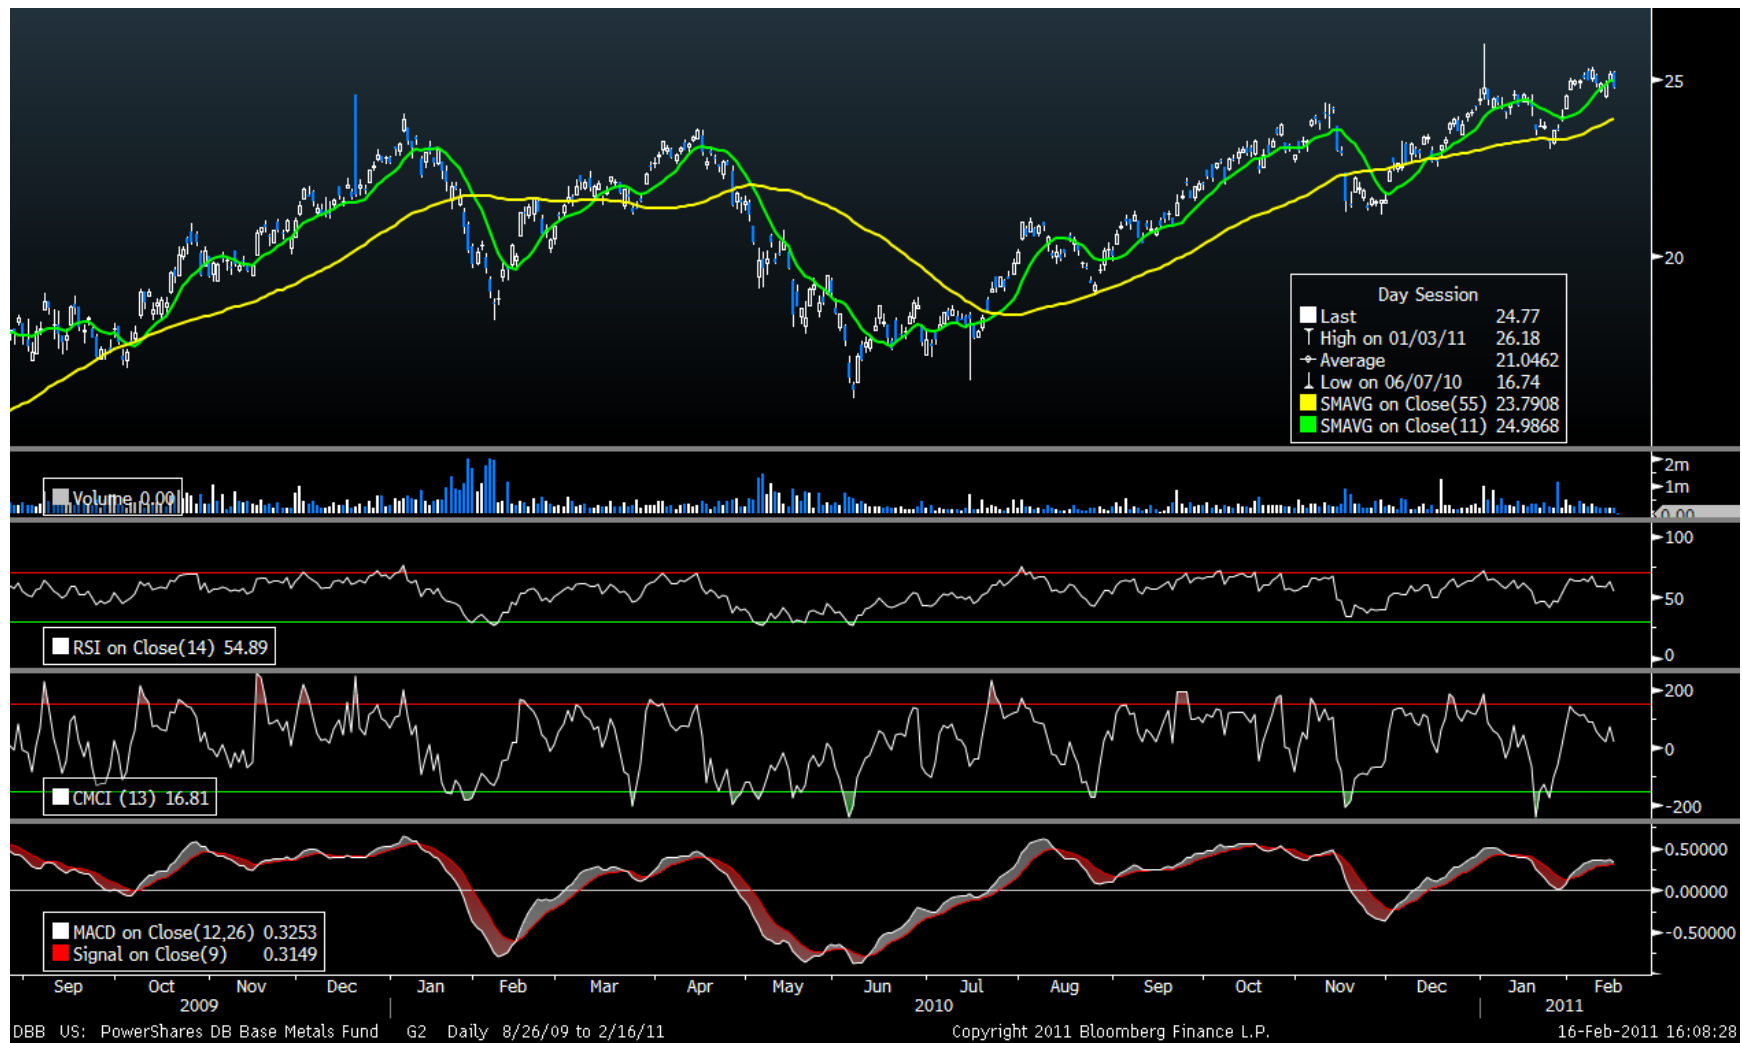 25
20
Day Session
Last 24.77
High on 01/03/11 26.18
Average 21.0462
Low on 06/07/10 16.74
SMAVG on Close(55) 23.7908
SMAVG on Close(11) 24.9868
2m
1m
0.00
Volume 0.00
100
50
0
RSI on Close(14) 54.89
200
0
-200
CMCI (13) 16.81
0.50000
0.00000
-0.50000
MACD on Close(12,26) 0.3253
Signal on Close(9) 0.3149
Sep Oct Nov Dec Jan Feb Mar Apr May Jun Jul Aug Sep Oct Nov Dec Jan Feb
2009 2010 2011
DBB US: PowerShares DB Base Metals Fund G2 Daily 8/26/09 to 2/16/11 Copyright 2011 Bloomberg Finance L.P. 16-Feb-2011 16:08:28